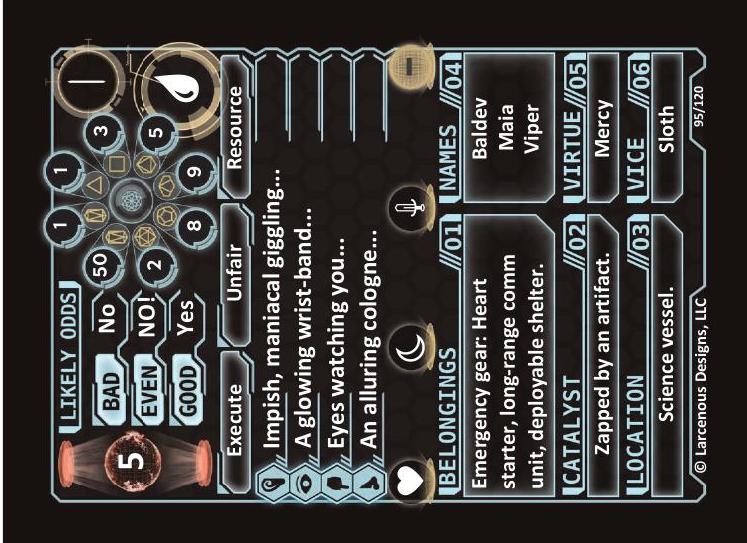 5
LIKELY ODDS
BAD No
EVEN NO!
GOOD Yes
1 1
50 3
2 5
8 9
Execute Unfair Resource
Impish, maniacal giggling...
A glowing wrist-band...
Eyes watching you...
An alluring cologne...
BELONGINGS //01
Emergency gear: Heart
starter, long-range comm
unit, deployable shelter.
NAMES //04
Baldev
Maia
Viper
CATALYST //02
Zapped by an artifact.
VIRTUE //05
Mercy
LOCATION //03
Science vessel.
VICE //06
Sloth
© Larcenous Designs, LLC
95/120